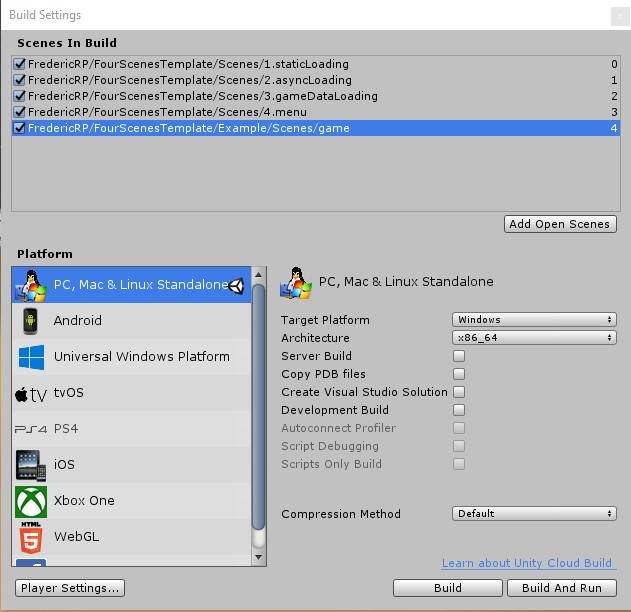 Build Settings
x
Scenes In Build
FredericRP/FourScenesTemplate/Scenes/1.staticLoading 0
FredericRP/FourScenesTemplate/Scenes/2.asyncLoading 1
FredericRP/FourScenesTemplate/Scenes/3.gameDataLoading 2
FredericRP/FourScenesTemplate/Scenes/4.menu 3
FredericRP/FourScenesTemplate/Example/Scenes/game 4
Add Open Scenes
Platform
PC, Mac & Linux Standalone
Android
Universal Windows Platform
tv tvOS
PS4 PS4
iOS
Xbox One
HTML
5 WebGL
PC, Mac & Linux Standalone
Target Platform Windows
Architecture x86_64
Server Build
Copy PDB files
Create Visual Studio Solution
Development Build
Autoconnect Profiler
Script Debugging
Scripts Only Build
Compression Method Default
Learn about Unity Cloud Build
Player Settings...
Build
Build And Run